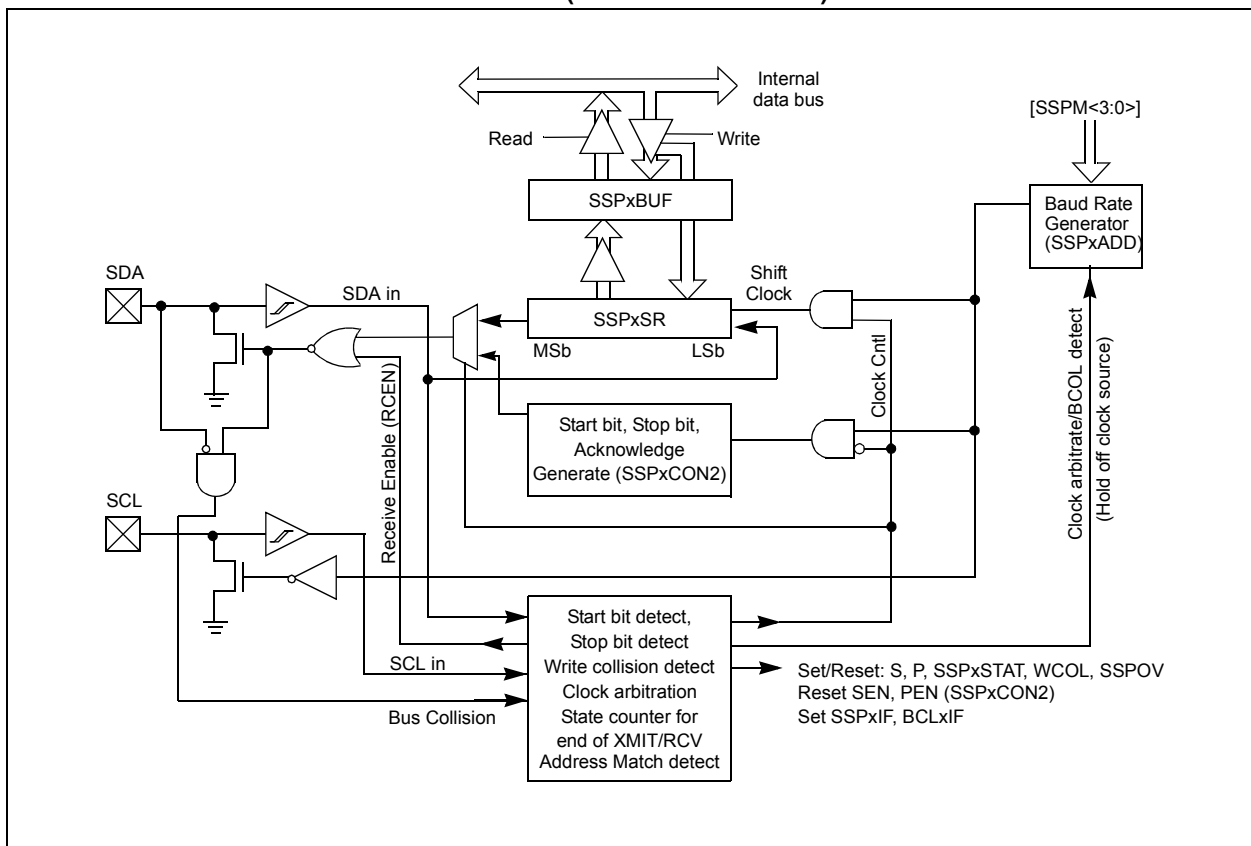 Internal
data bus
[SSPM<3:0>]
Read
Write
SSPxBUF
Baud Rate
Generator
(SSPxADD)
SDA
Shift
Clock
SDA in
SSPxSR
MSb
LSb
Clock Cntl
Receive Enable (RCEN)
Start bit, Stop bit,
Acknowledge
Generate (SSPxCON2)
Clock arbitrate/BCOL detect
(Hold off clock source)
SCL
Start bit detect,
Stop bit detect
SCL in
Write collision detect
Clock arbitration
Bus Collision
State counter for
end of XMIT/RCV
Address Match detect
Set/Reset: S, P, SSPxSTAT, WCOL, SSPOV
Reset SEN, PEN (SSPxCON2)
Set SSPxIF, BCLxIF